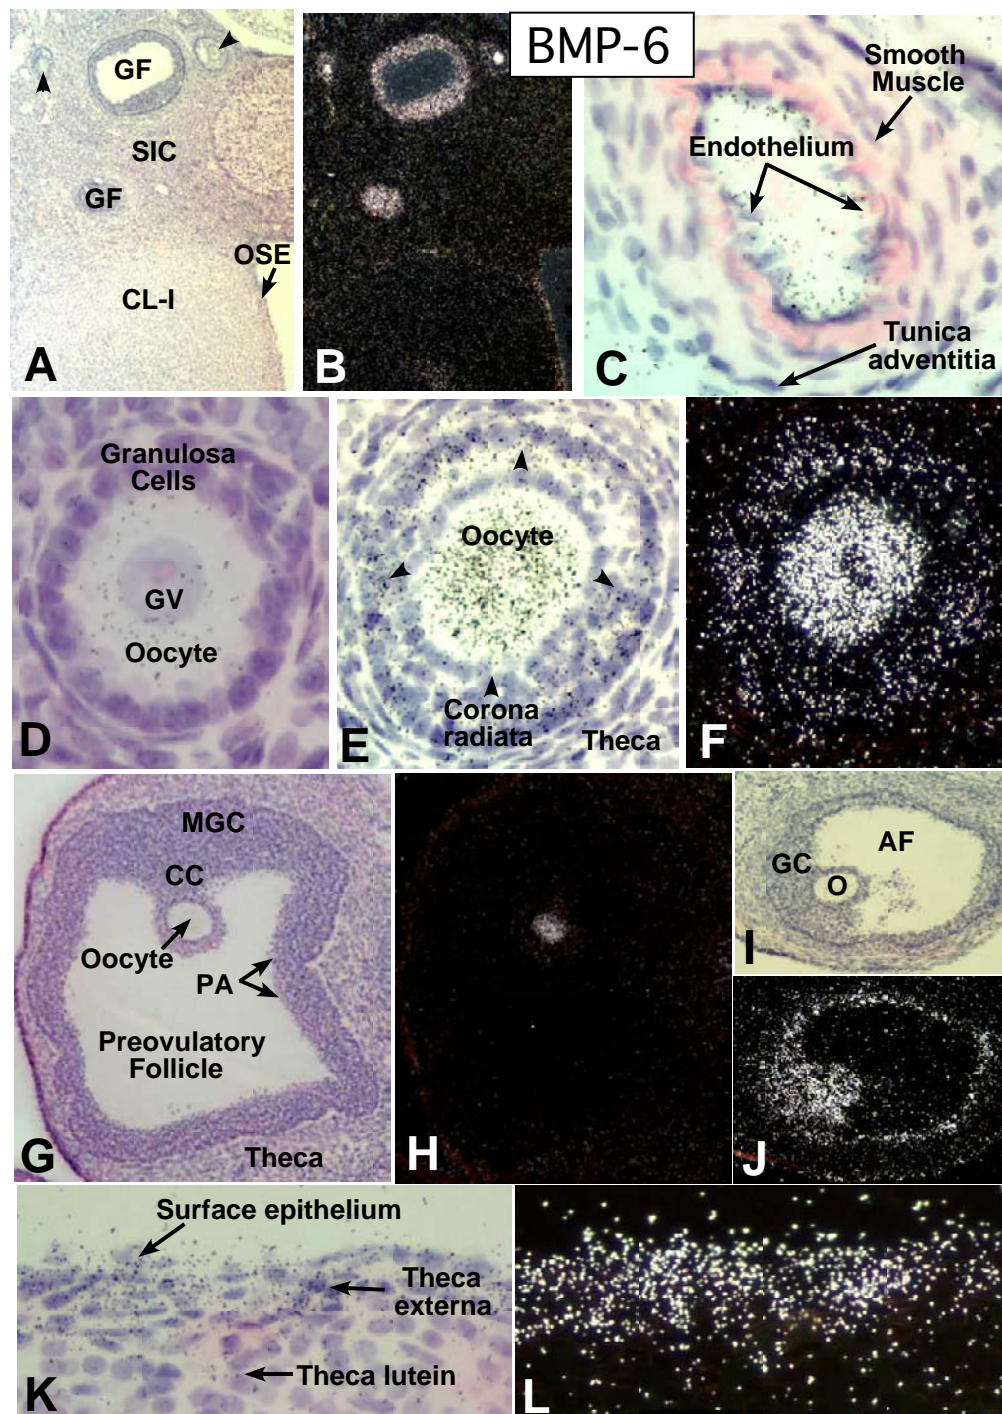 BMP-6
GF
SIC
GF
OSE
CL-I
A
B
Smooth
Muscle
Endothelium
Tunica
adventitia
C
Granulosa
Cells
GV
Oocyte
D
Oocyte
Corona
radiata
Theca
E
F
MGC
CC
Oocyte
PA
Preovulatory
Follicle
Theca
G
H
AF
GC
O
I
J
Surface epithelium
Theca
externa
Theca lutein
K
L